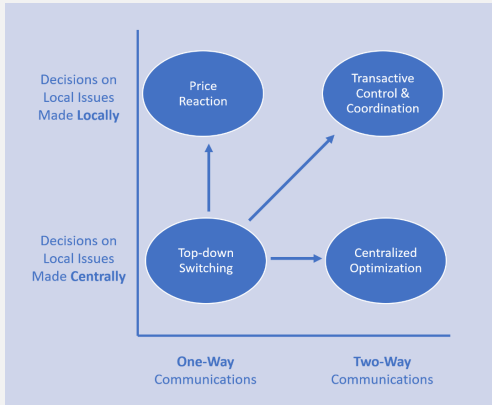 Decisions on
Local Issues
Made Locally
Price
Reaction
Transactive
Control &
Coordination
Decisions on
Local Issues
Made Centrally
Top-down
Switching
Centralized
Optimization
One-Way
Communications
Two-Way
Communications